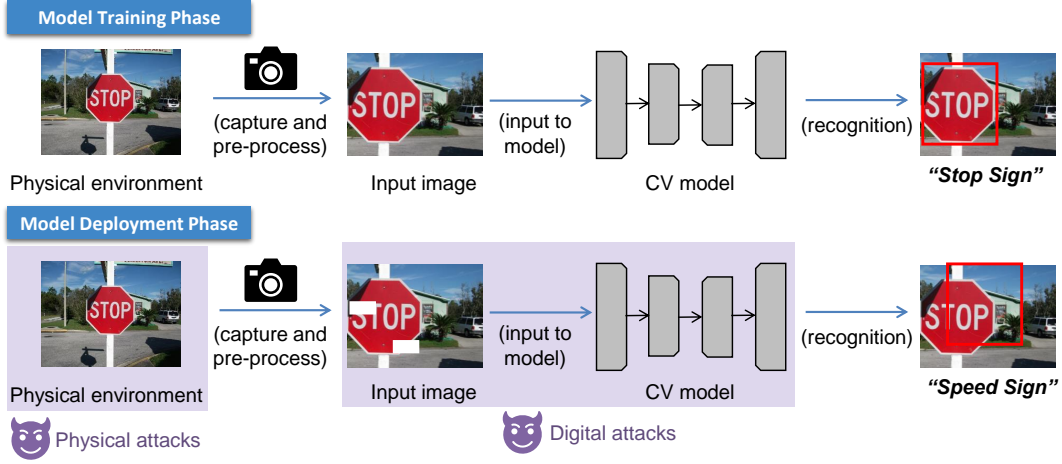 Model Training Phase
STOP
(capture and
pre-process)
STOP
(input to
model)
(recognition)
STOP
Physical environment
Input image
CV model
“Stop Sign”
Model Deployment Phase
STOP
(capture and
pre-process)
STOP
(input to
model)
(recognition)
STOP
Physical environment
Input image
CV model
“Speed Sign”
Physical attacks
Digital attacks